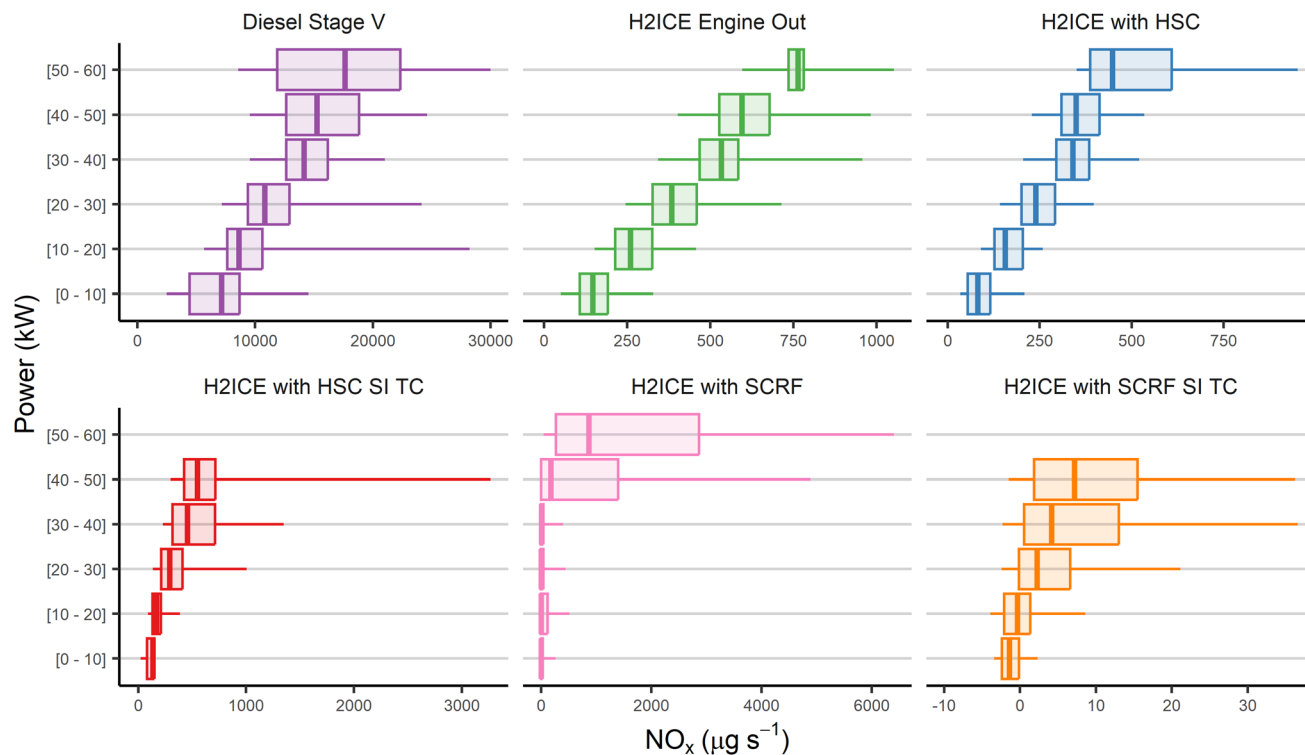 Diesel Stage V H2ICE Engine Out H2ICE with HSC
[50 - 60]
[40 - 50]
[30 - 40]
[20 - 30]
[10 - 20]
[0 - 10]
0 10000 20000 30000 0 250 500 750 1000 0 250 500 750
Power (kW)
H2ICE with HSC SI TC H2ICE with SCRF H2ICE with SCRF SI TC
[50 - 60]
[40 - 50]
[30 - 40]
[20 - 30]
[10 - 20]
[0 - 10]
0 1000 2000 3000 0 2000 4000 6000 -10 0 10 20 30
NOₓ (μg s⁻¹)